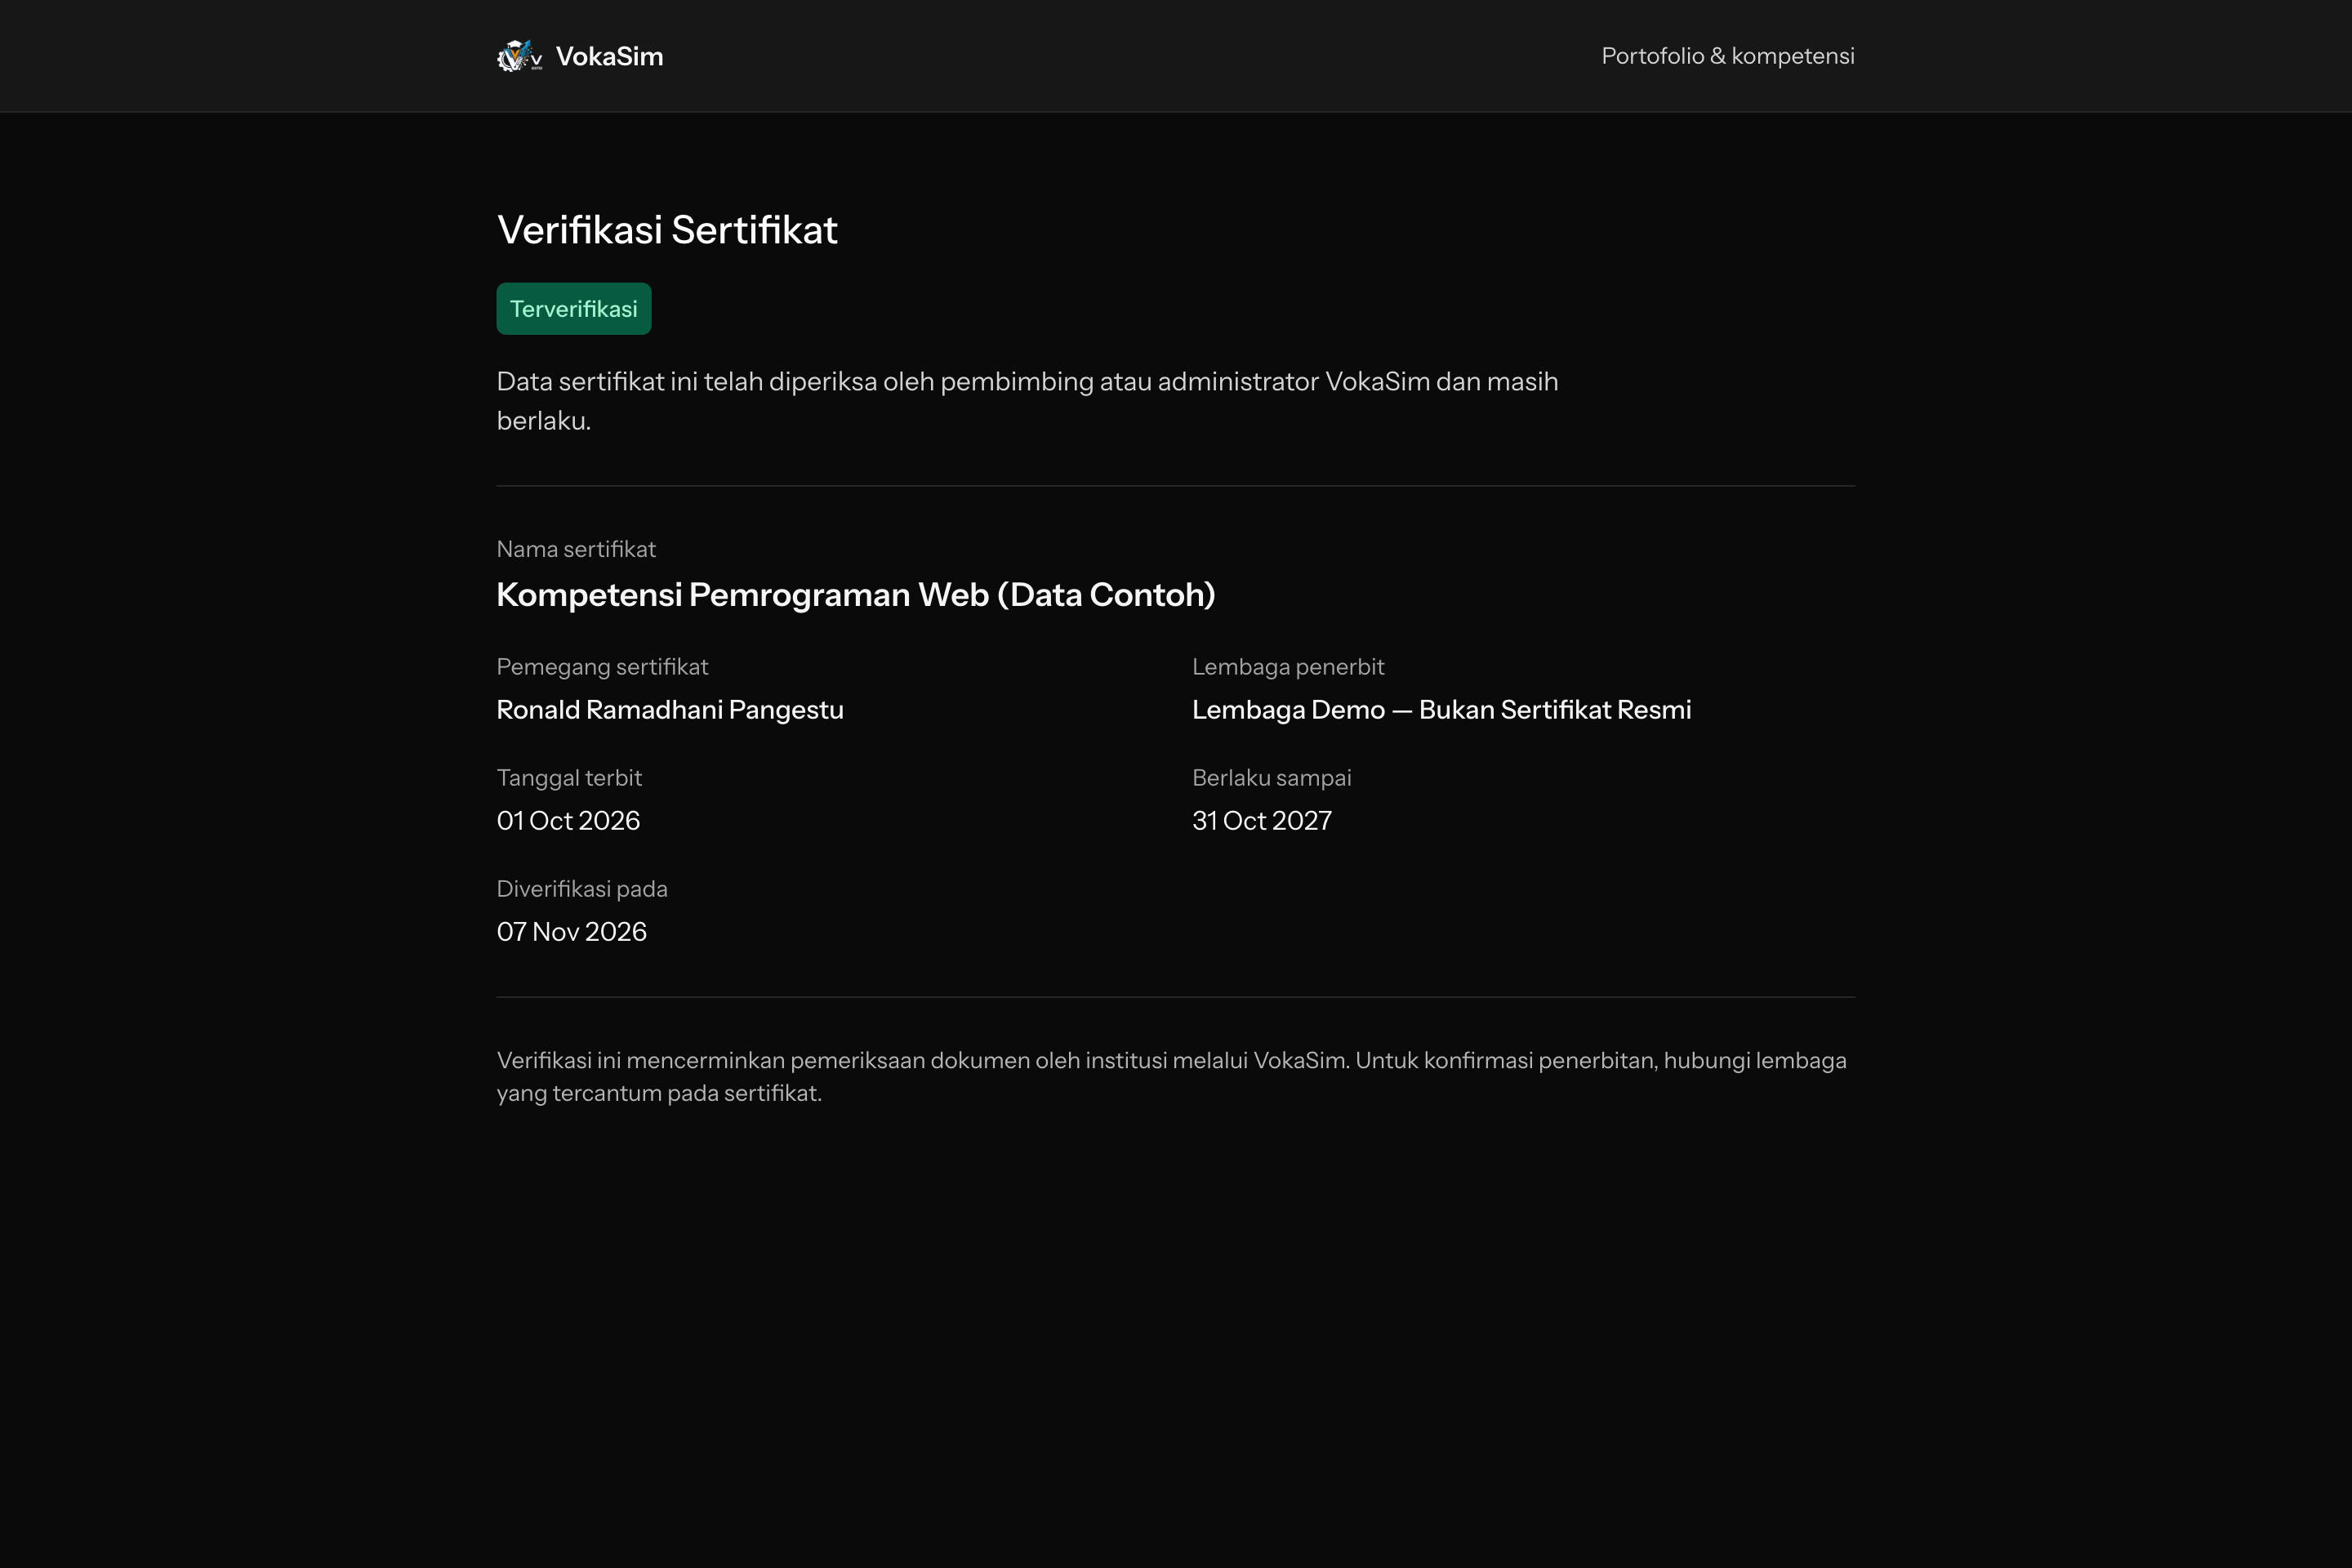 VokaSim
Portofolio & kompetensi
Verifikasi Sertifikat
Terverifikasi
Data sertifikat ini telah diperiksa oleh pembimbing atau administrator VokaSim dan masih
berlaku.
Nama sertifikat
Kompetensi Pemrograman Web (Data Contoh)
Pemegang sertifikat
Ronald Ramadhani Pangestu
Lembaga penerbit
Lembaga Demo — Bukan Sertifikat Resmi
Tanggal terbit
01 Oct 2026
Berlaku sampai
31 Oct 2027
Diverifikasi pada
07 Nov 2026
Verifikasi ini mencerminkan pemeriksaan dokumen oleh institusi melalui VokaSim. Untuk konfirmasi penerbitan, hubungi lembaga
yang tercantum pada sertifikat.